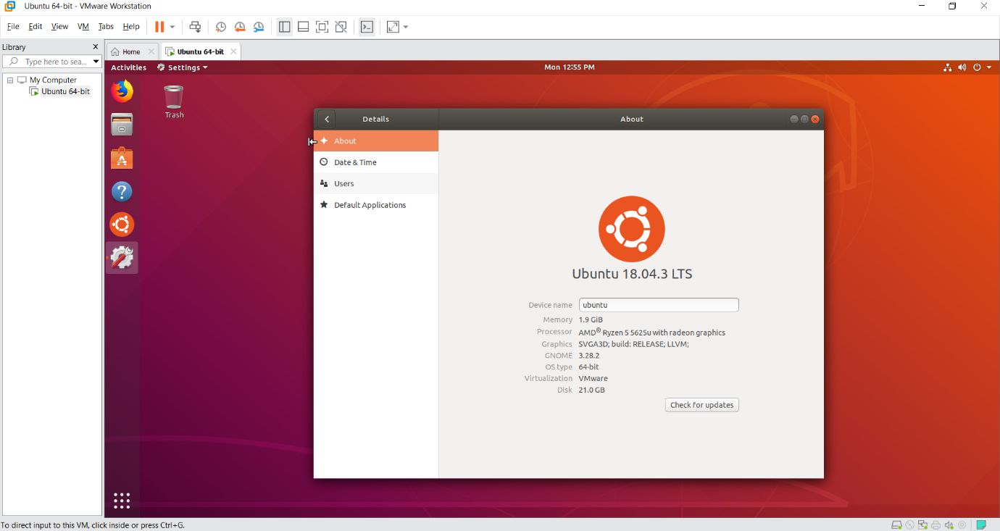 Ubuntu 64-bit - VMware Workstation
File Edit View VM Tabs Help
Library
Type here to sea...
My Computer
Ubuntu 64-bit
Home
Ubuntu 64-bit
Activities
Settings
Mon 12:55 PM
Trash
Details
About
About
Date & Time
Users
Default Applications
Ubuntu 18.04.3 LTS
Device name ubuntu
Memory 1.9 GiB
Processor AMD® Ryzen 5 5625u with radeon graphics
Graphics SVGA3D; build: RELEASE; LLVM;
GNOME 3.28.2
OS type 64-bit
Virtualization VMware
Disk 21.0 GB
Check for updates
To direct input to this VM, click inside or press Ctrl+G.